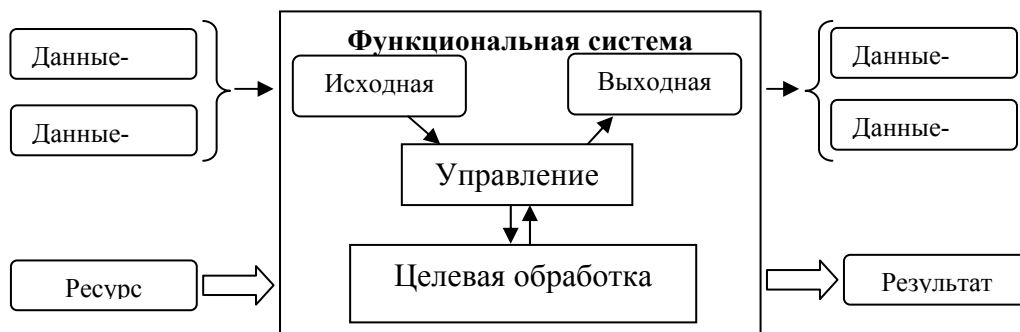 Функциональная система
Данные-
Исходная
Выходная
Данные-
Данные-
Данные-
Управление
Целевая обработка
Ресурс
Результат